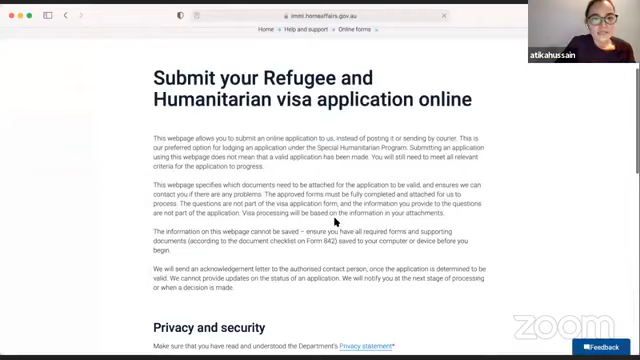 immi.homeaffairs.gov.au
Home → Help and support → Online forms >
atikahussain
Submit your Refugee and
Humanitarian visa application online
This webpage allows you to submit an online application to us, instead of posting it or sending by courier. This is
our preferred option for lodging an application under the Special Humanitarian Program. Submitting an application
using this webpage does not mean that a valid application has been made. You will still need to meet all relevant
criteria for the application to progress.
This webpage specifies which documents need to be attached for the application to be valid, and ensures we can
contact you if there are any problems. The approved forms must be fully completed and attached for us to
process. The questions are not part of the visa application form, and the information you provide to the questions
are not part of the application. Visa processing will be based on the information in your attachments.
The information on this webpage cannot be saved – ensure you have all required forms and supporting
documents (according to the document checklist on Form 842) saved to your computer or device before you
begin.
We will send an acknowledgement letter to the authorised contact person, once the application is determined to be
valid. We cannot provide updates on the status of an application. We will notify you at the next stage of processing
or when a decision is made.
Privacy and security
Make sure that you have read and understood the Department's Privacy statement*
zoom
Feedback